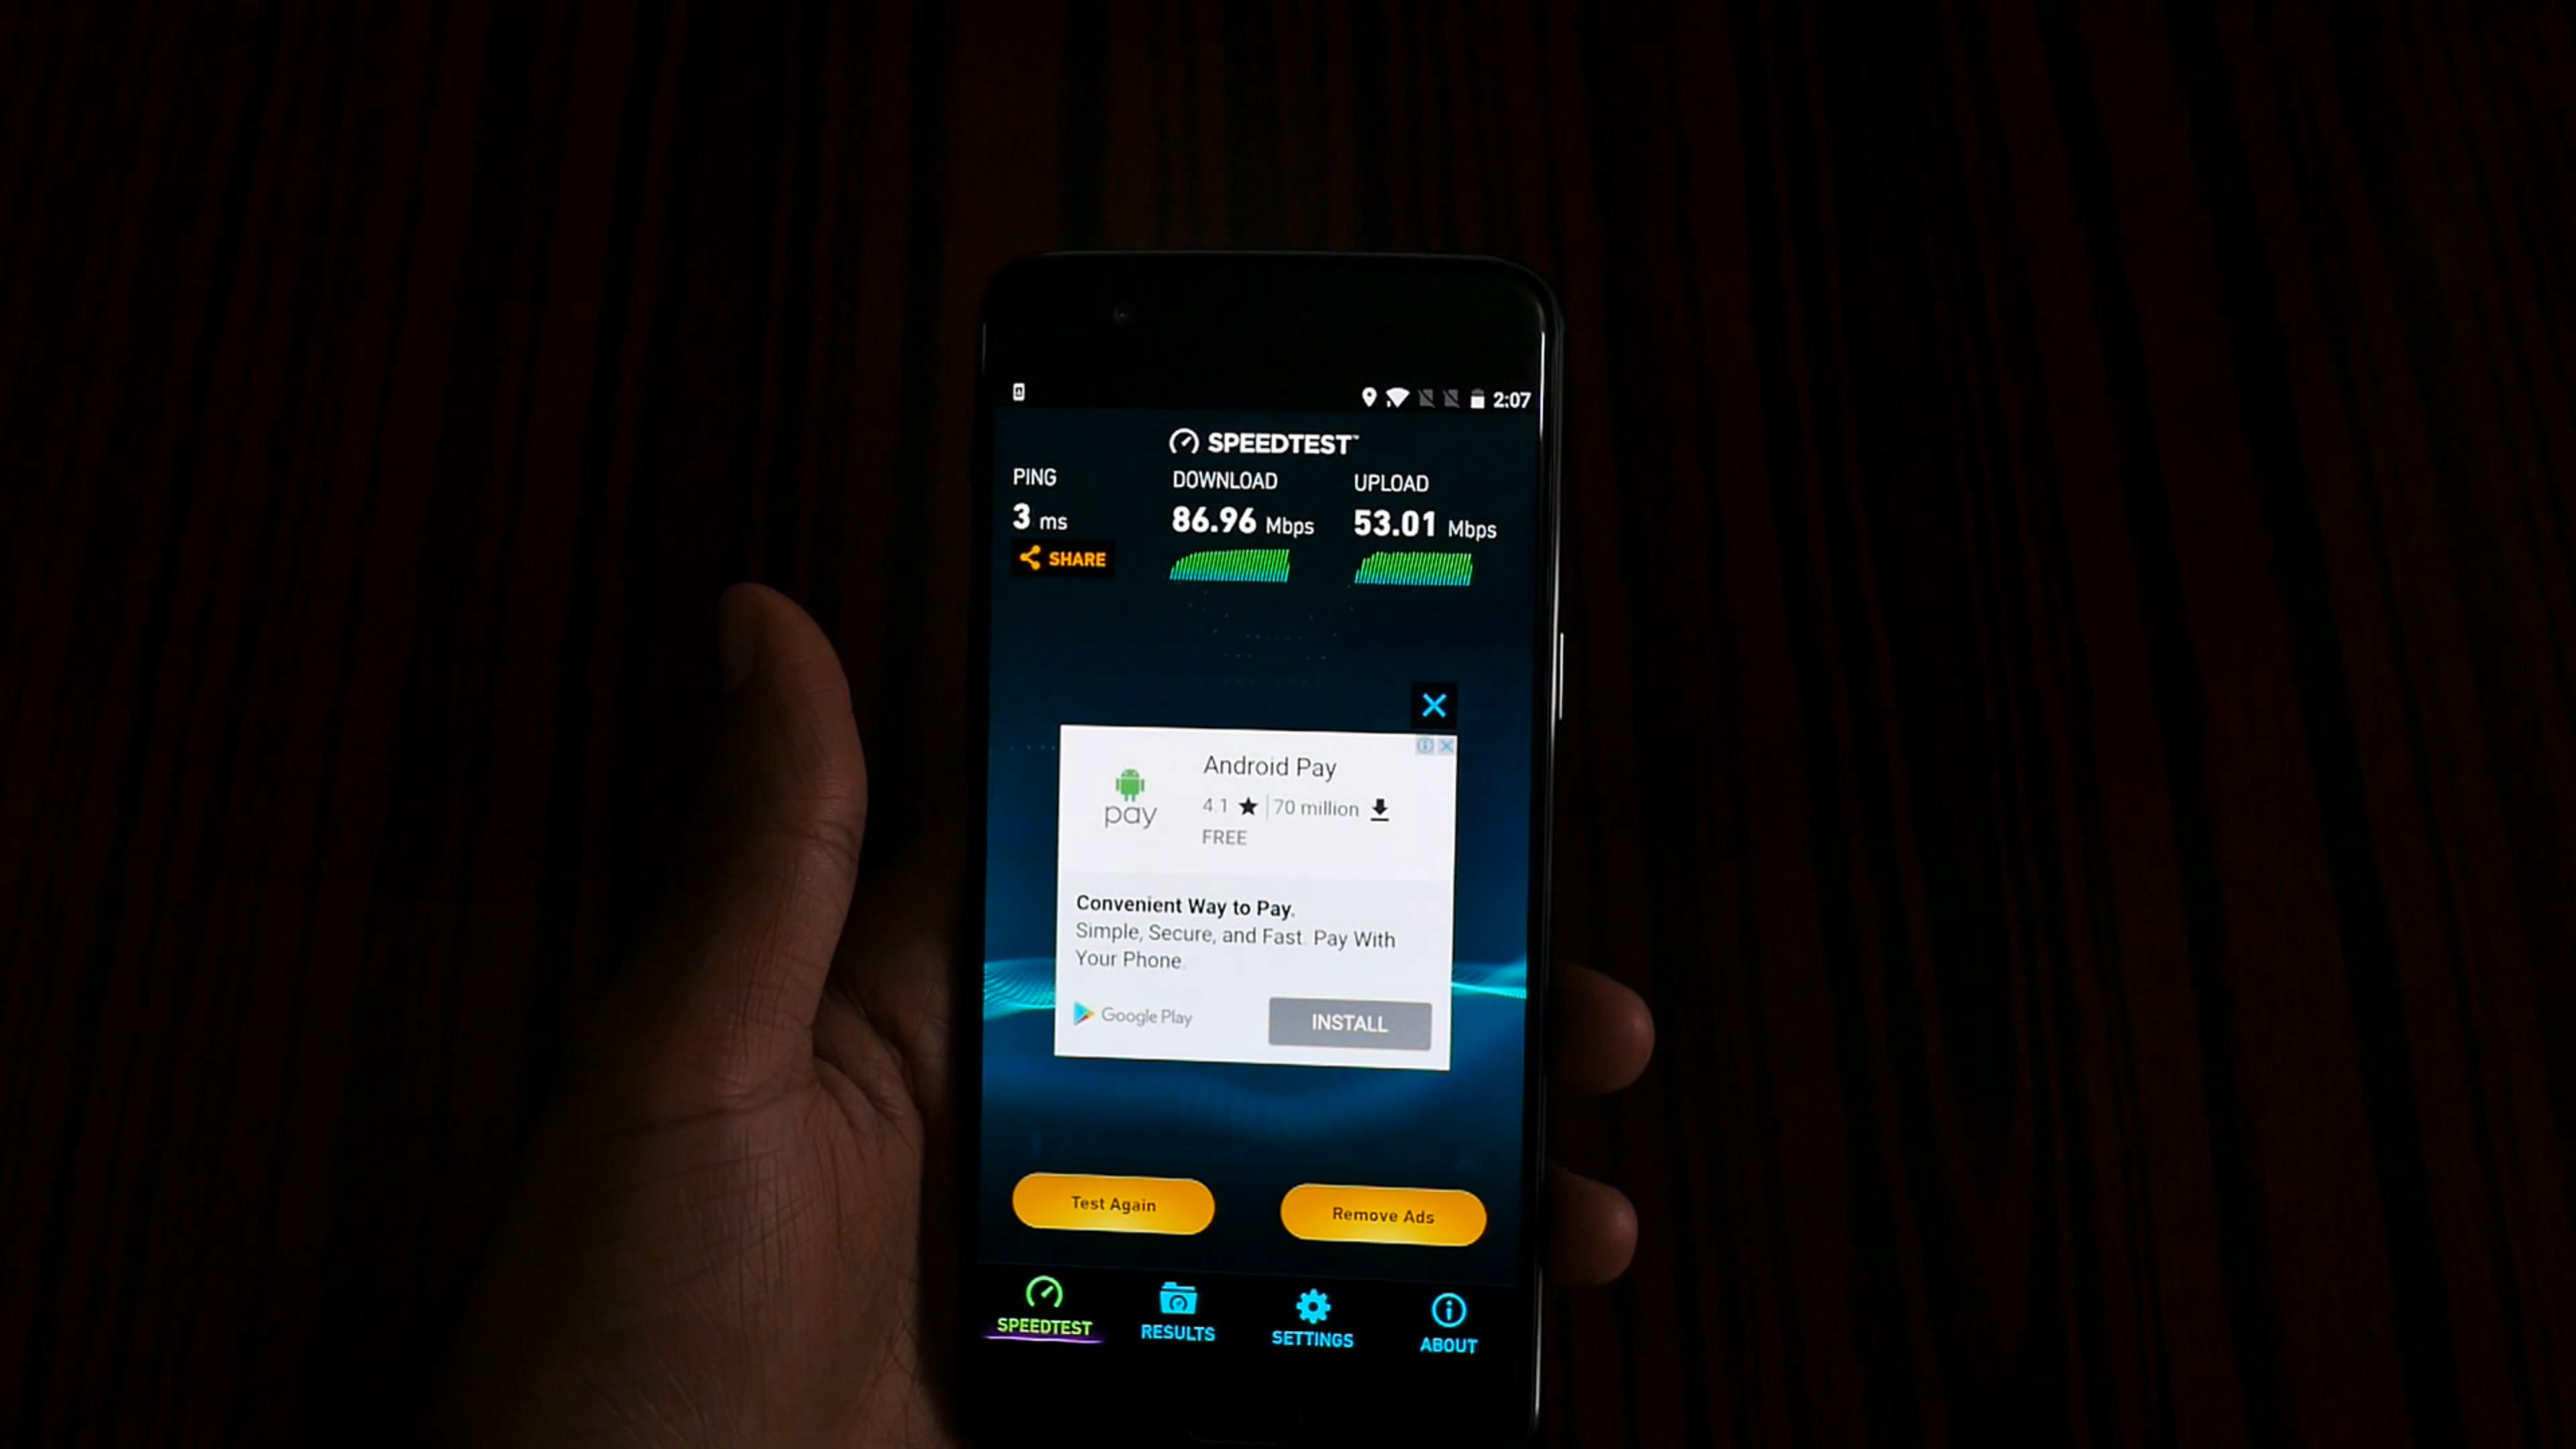 2:07
SPEEDTEST™
PING
DOWNLOAD
UPLOAD
3 ms
86.96 Mbps
53.01 Mbps
SHARE
Android Pay
4.1 ★ | 70 million
FREE
pay
Convenient Way to Pay.
Simple, Secure, and Fast. Pay With
Your Phone.
Google Play
INSTALL
Test Again
Remove Ads
SPEEDTEST
RESULTS
SETTINGS
ABOUT